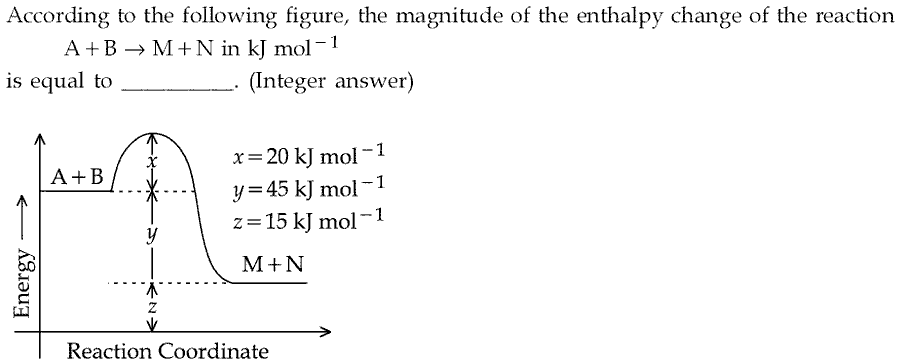 According to the following figure, the magnitude of the enthalpy change of the reaction
A+B → M+N in kJ mol⁻¹
is equal to __________. (Integer answer)
x=20 kJ mol⁻¹
A+B
x
y=45 kJ mol⁻¹
z=15 kJ mol⁻¹
y
M+N
Energy
z
Reaction Coordinate